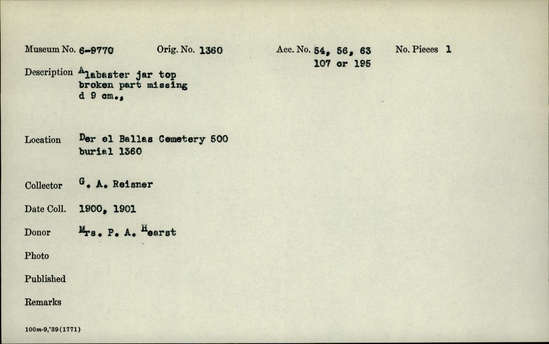 Museum No. 6-9770 Orig. No. 1360 Acc. No. 54, 56, 63 No. Pieces 1
107 or 195
Description Alabaster jar top
broken part missing
d 9 cm.,
Location Der el Ballas Cemetery 500
burial 1360
Collector G. A. Reisner
Date Coll. 1900, 1901
Donor Mrs. P. A. Hearst
Photo
Published
Remarks
100m-9,'39(1771)